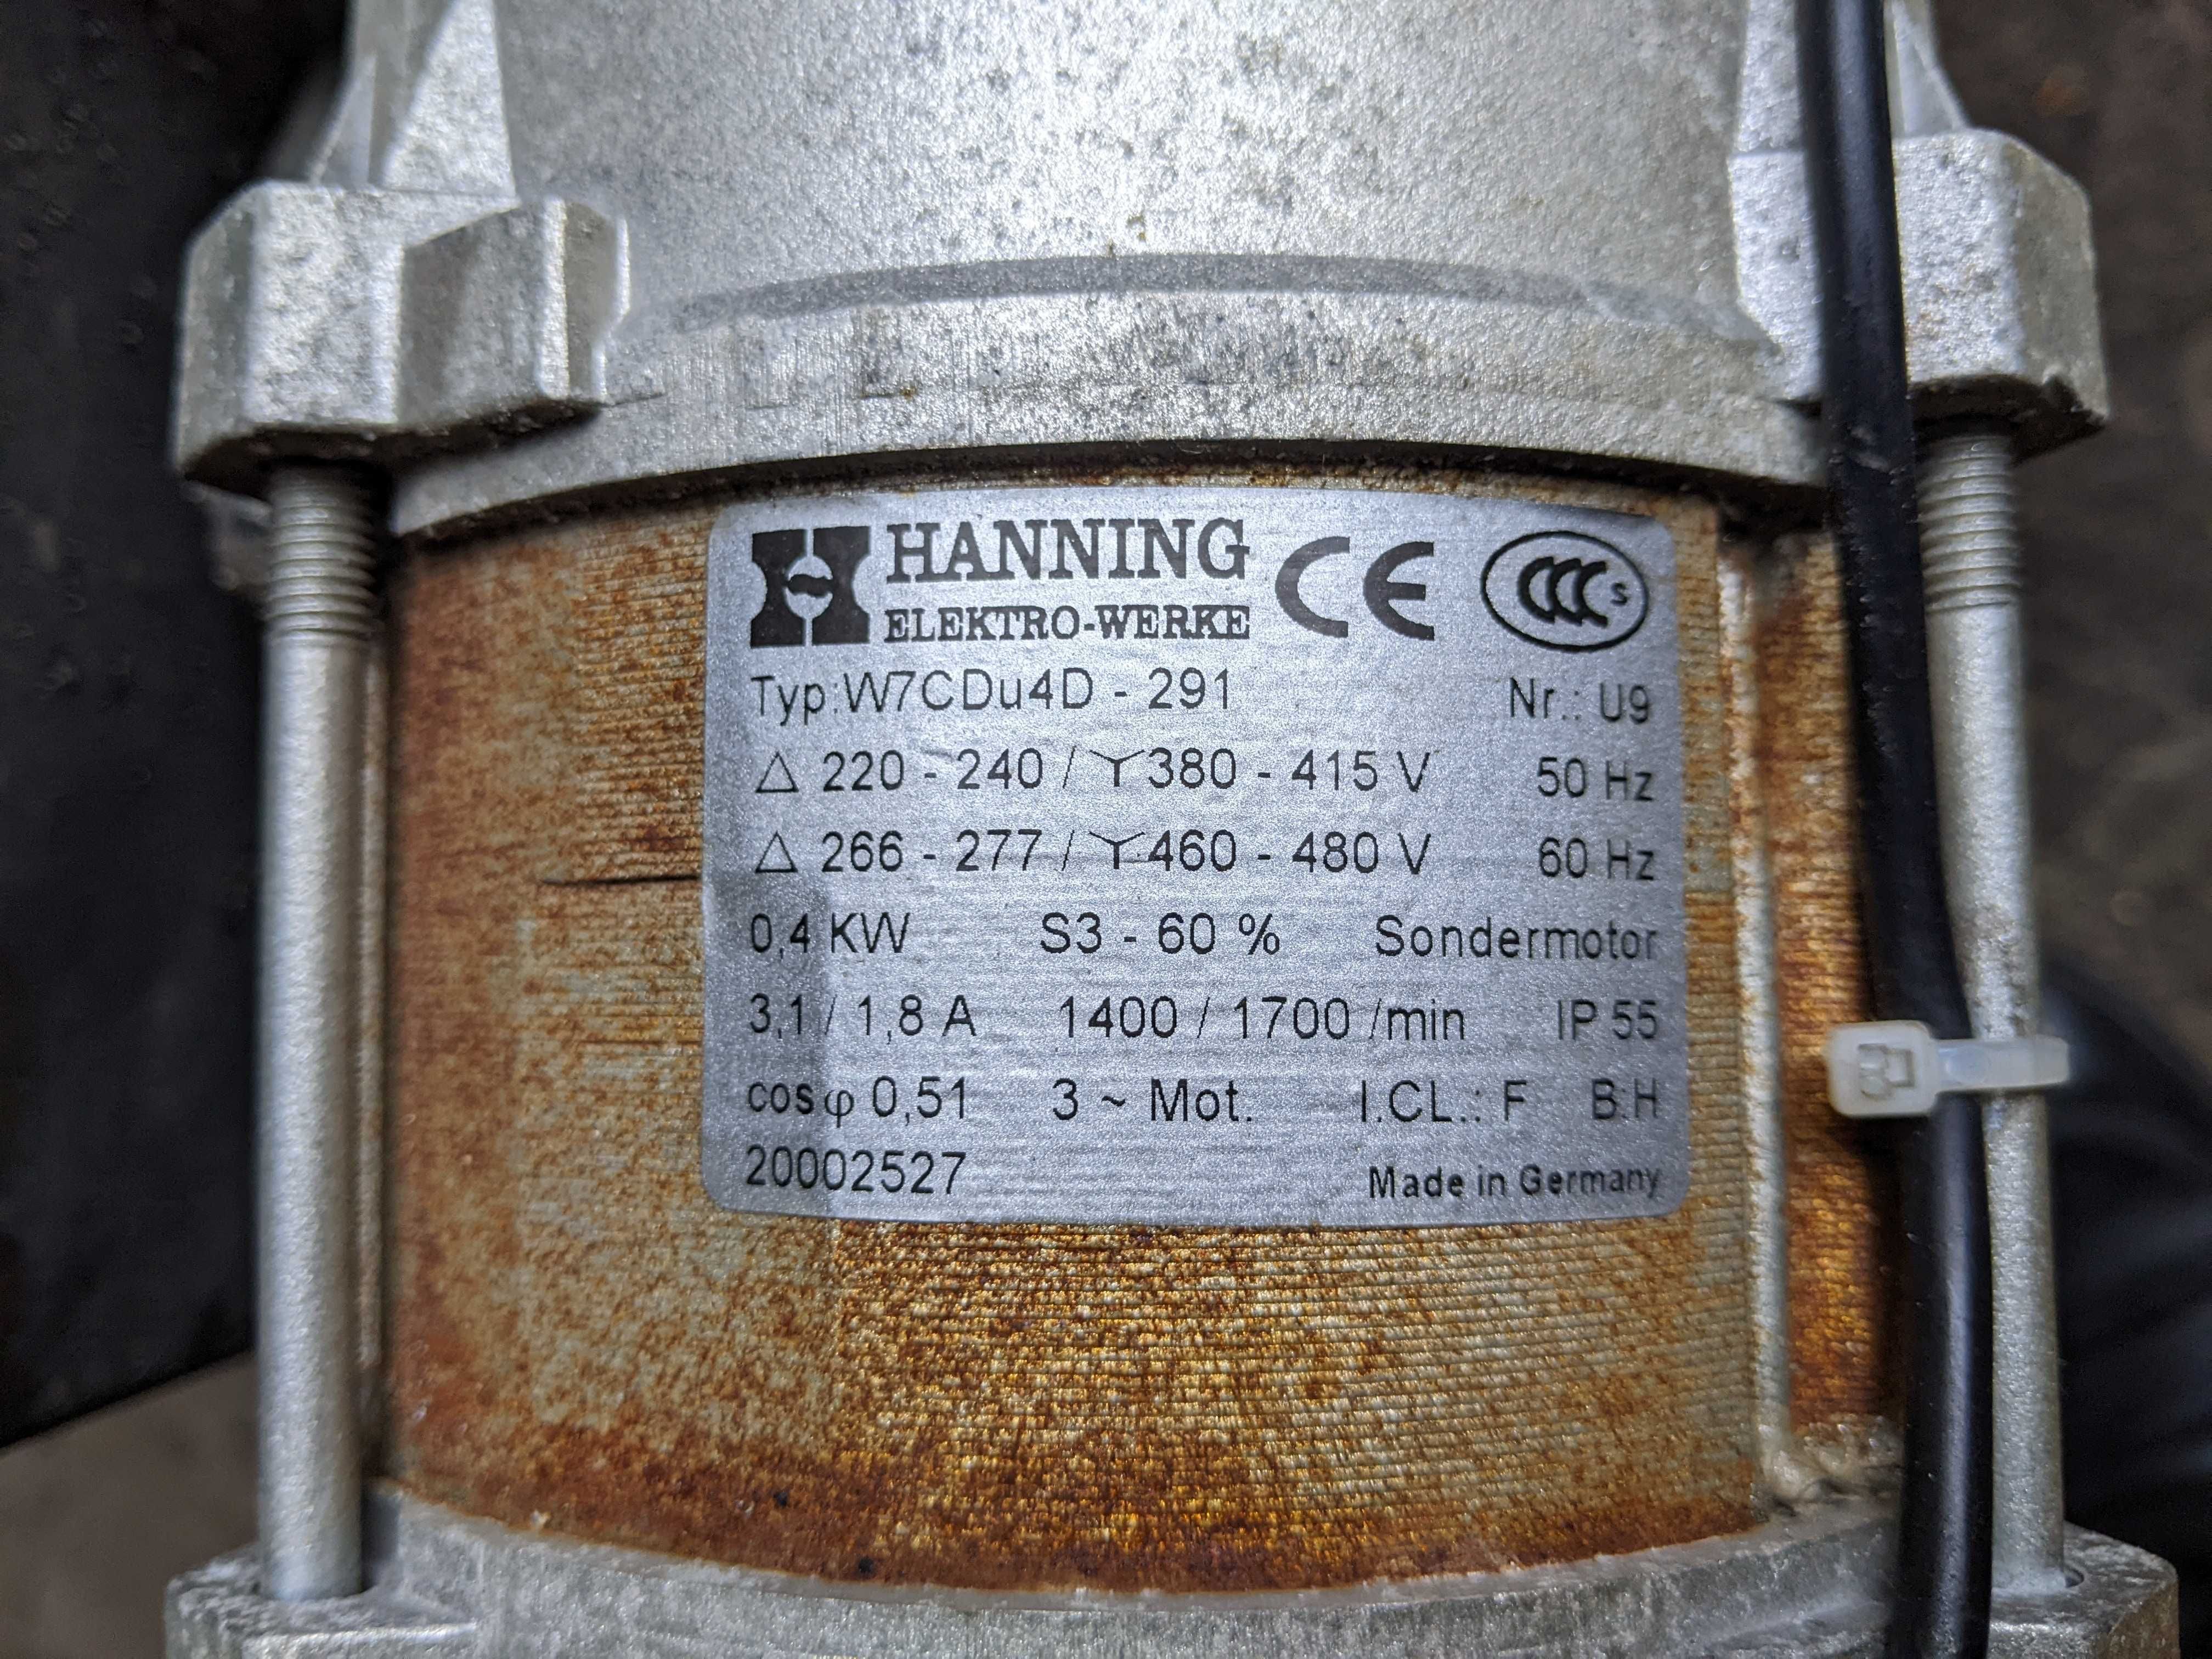 HANNING
ELEKTRO-WERKE
CE
CCC S
Typ:W7CDu4D - 291 Nr.: U9
△ 220 - 240 / Y 380 - 415 V 50 Hz
△ 266 - 277 / Y 460 - 480 V 60 Hz
0,4 KW S3 - 60 % Sondermotor
3,1 / 1,8 A 1400 / 1700 /min IP 55
cos φ 0,51 3 ~ Mot. I.CL.: F B.H
20002527 Made in Germany